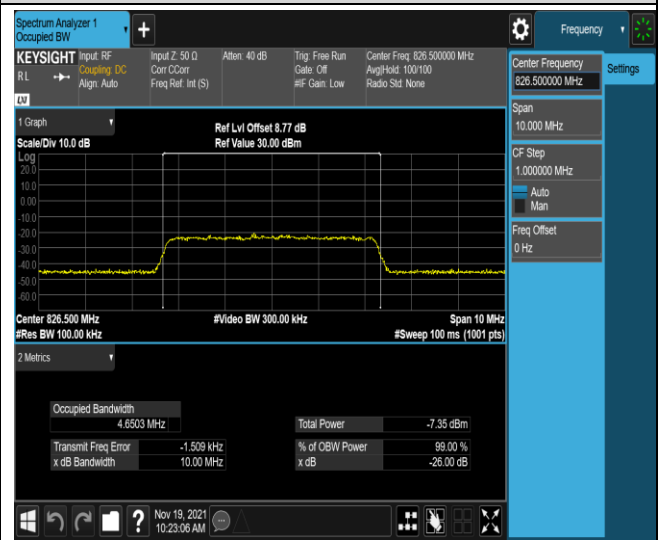 Spectrum Analyzer 1
Occupied BW
+
Frequency
KEYSIGHT
R L
LXI
Input: RF
Coupling: DC
Align: Auto
Input Z: 50 Ω
Corr CCorr
Freq Ref: Int (S)
Atten: 40 dB
Trig: Free Run
Gate: Off
#IF Gain: Low
Center Freq: 826.500000 MHz
Avg|Hold: 100/100
Radio Std: None
Center Frequency
826.500000 MHz
Settings
Span
10.000 MHz
CF Step
1.000000 MHz
Auto
Man
Freq Offset
0 Hz
1 Graph
Scale/Div 10.0 dB
Ref Lvl Offset 8.77 dB
Ref Value 30.00 dBm
Log
20.0
10.0
0.00
-10.0
-20.0
-30.0
-40.0
-50.0
-60.0
Center 826.500 MHz
#Res BW 100.00 kHz
#Video BW 300.00 kHz
Span 10 MHz
#Sweep 100 ms (1001 pts)
2 Metrics
Occupied Bandwidth
4.6503 MHz
Total Power -7.35 dBm
Transmit Freq Error -1.509 kHz
% of OBW Power 99.00 %
x dB Bandwidth 10.00 MHz
x dB -26.00 dB
?
Nov 19, 2021
10:23:06 AM